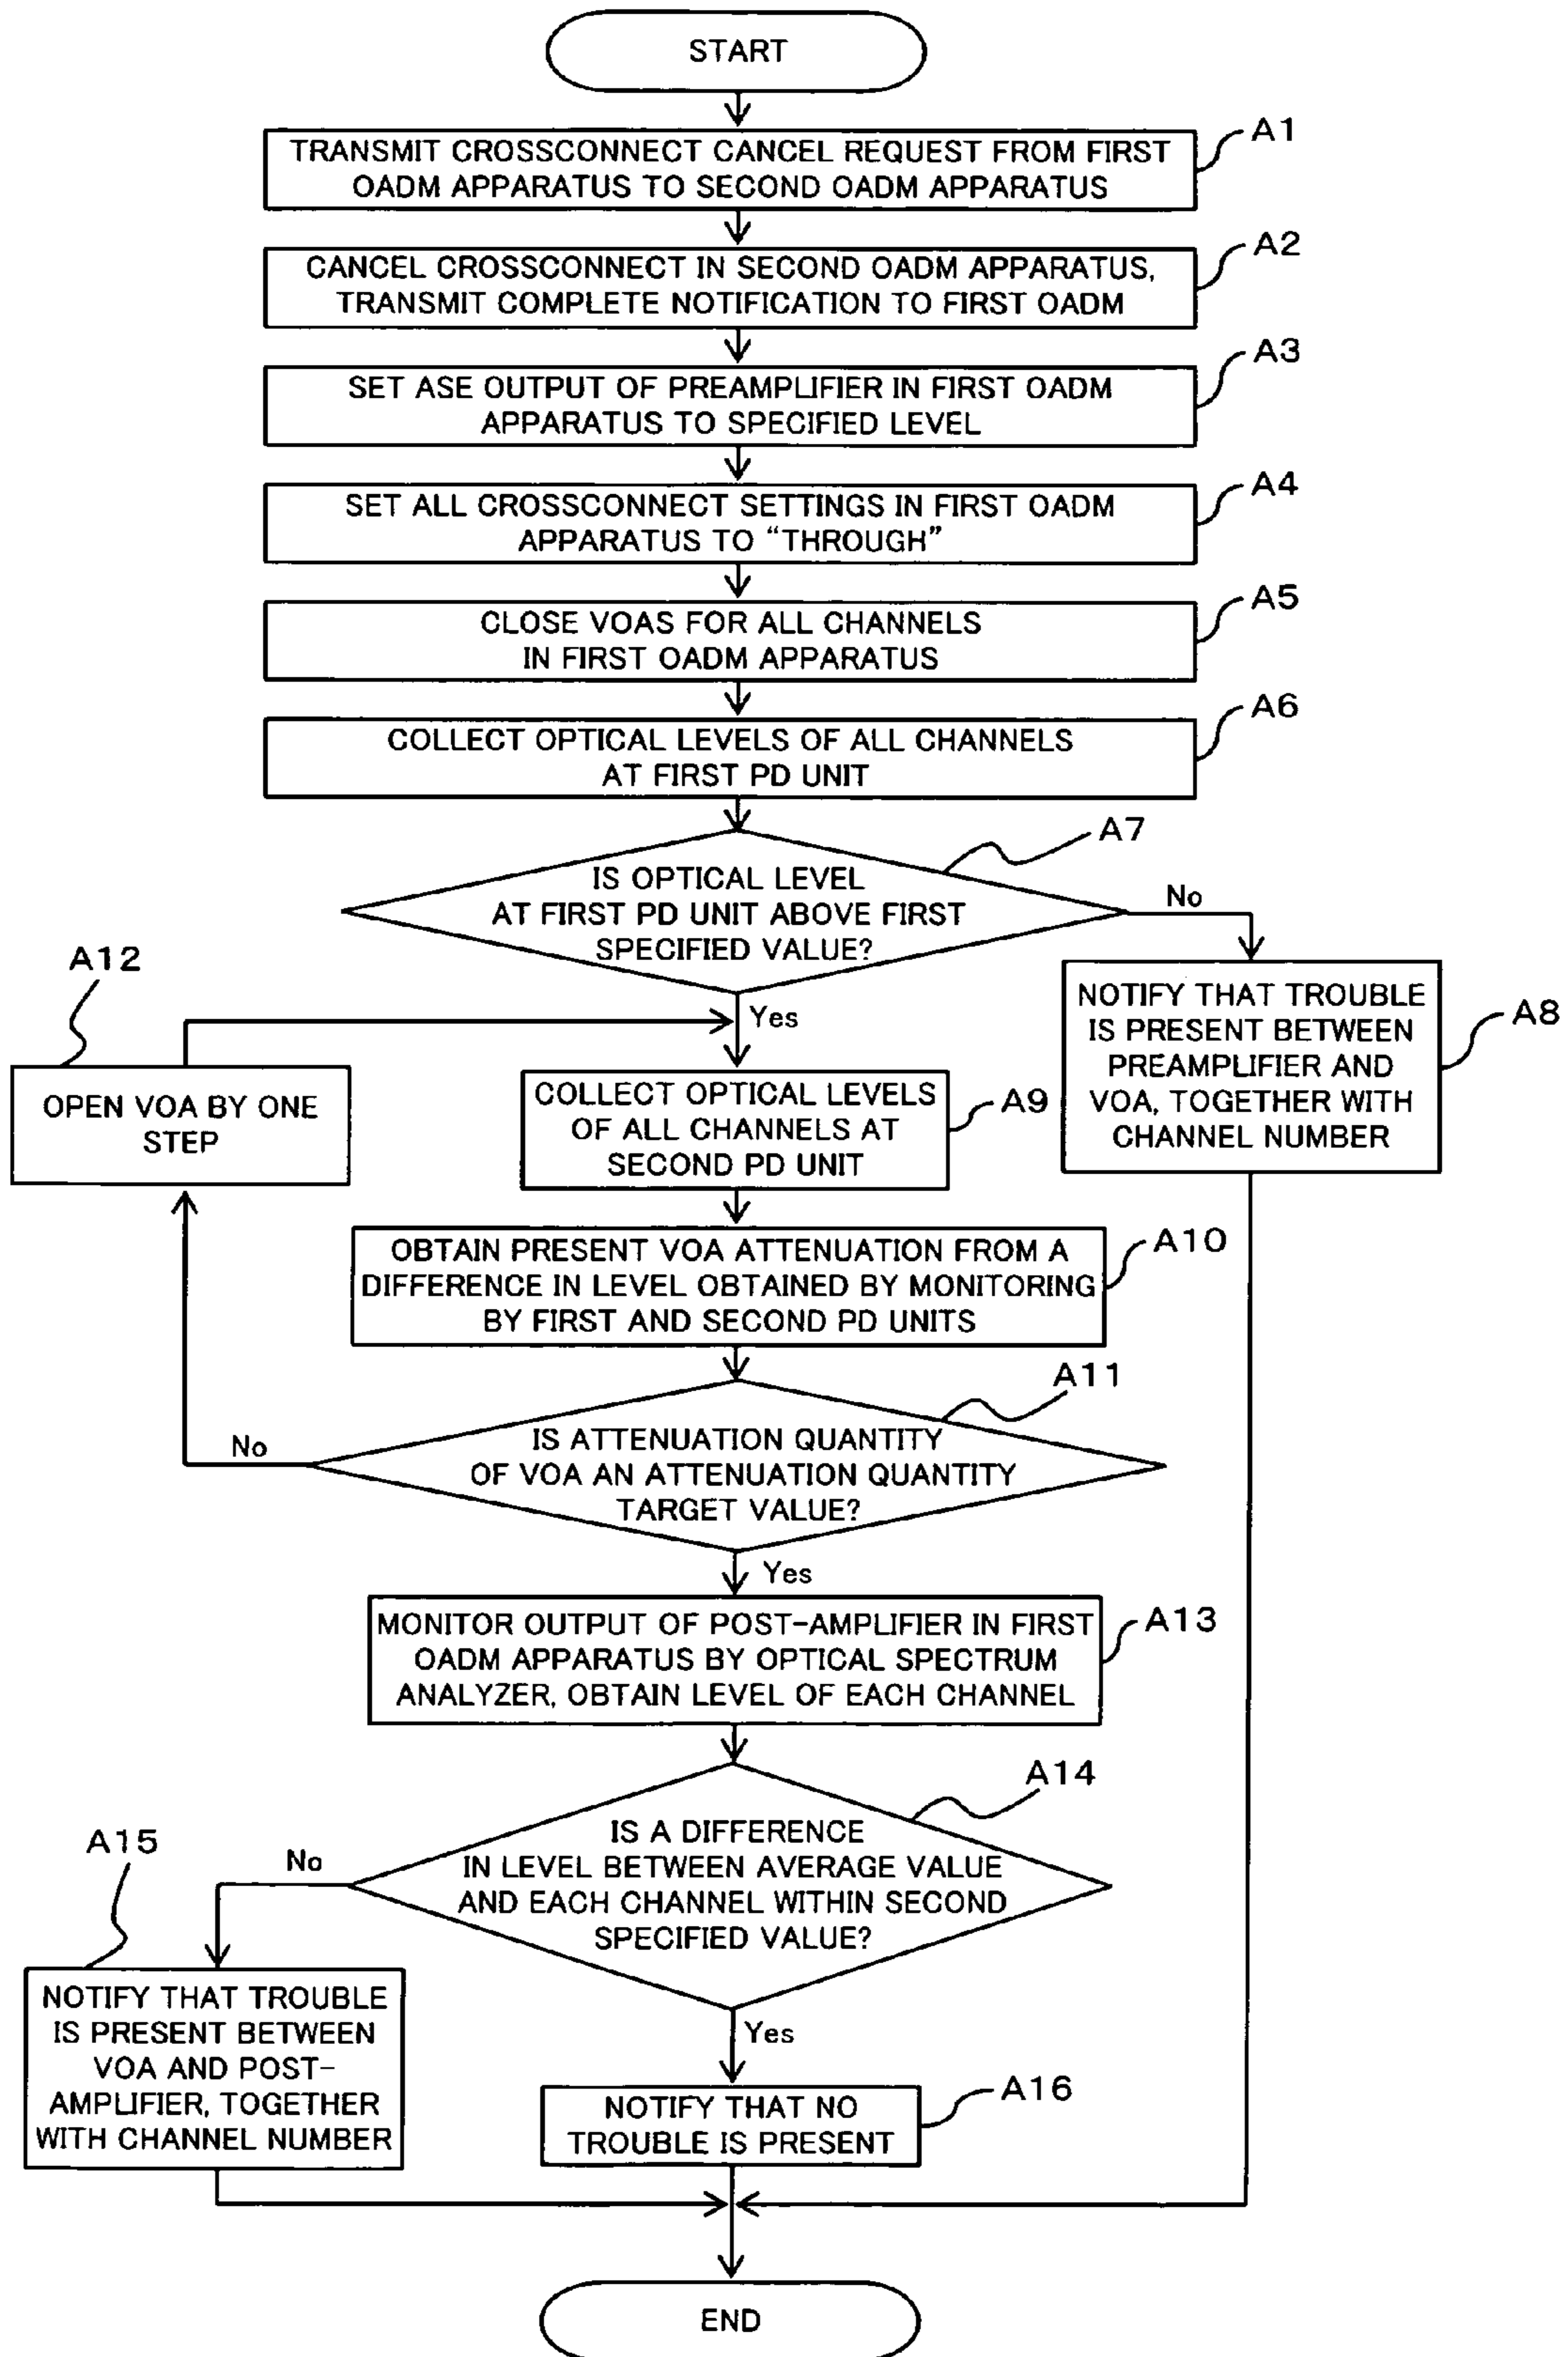 START
A1
TRANSMIT CROSSCONNECT CANCEL REQUEST FROM FIRST
OADM APPARATUS TO SECOND OADM APPARATUS
A2
CANCEL CROSSCONNECT IN SECOND OADM APPARATUS,
TRANSMIT COMPLETE NOTIFICATION TO FIRST OADM
A3
SET ASE OUTPUT OF PREAMPLIFIER IN FIRST OADM
APPARATUS TO SPECIFIED LEVEL
A4
SET ALL CROSSCONNECT SETTINGS IN FIRST OADM
APPARATUS TO “THROUGH”
A5
CLOSE VOAS FOR ALL CHANNELS
IN FIRST OADM APPARATUS
A6
COLLECT OPTICAL LEVELS OF ALL CHANNELS
AT FIRST PD UNIT
A7
IS OPTICAL LEVEL
AT FIRST PD UNIT ABOVE FIRST
SPECIFIED VALUE?
No
Yes
A8
NOTIFY THAT TROUBLE
IS PRESENT BETWEEN
PREAMPLIFIER AND
VOA, TOGETHER WITH
CHANNEL NUMBER
A12
OPEN VOA BY ONE
STEP
A9
COLLECT OPTICAL LEVELS
OF ALL CHANNELS AT
SECOND PD UNIT
A10
OBTAIN PRESENT VOA ATTENUATION FROM A
DIFFERENCE IN LEVEL OBTAINED BY MONITORING
BY FIRST AND SECOND PD UNITS
A11
IS ATTENUATION QUANTITY
OF VOA AN ATTENUATION QUANTITY
TARGET VALUE?
No
Yes
A13
MONITOR OUTPUT OF POST-AMPLIFIER IN FIRST
OADM APPARATUS BY OPTICAL SPECTRUM
ANALYZER, OBTAIN LEVEL OF EACH CHANNEL
A14
IS A DIFFERENCE
IN LEVEL BETWEEN AVERAGE VALUE
AND EACH CHANNEL WITHIN SECOND
SPECIFIED VALUE?
No
Yes
A15
NOTIFY THAT TROUBLE
IS PRESENT BETWEEN
VOA AND POST-
AMPLIFIER, TOGETHER
WITH CHANNEL NUMBER
A16
NOTIFY THAT NO
TROUBLE IS PRESENT
END